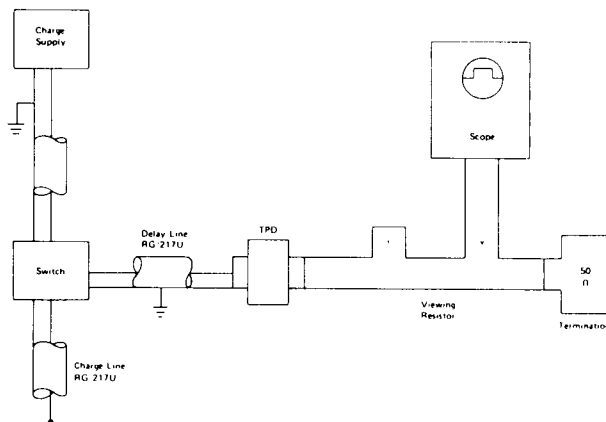 Charge
Supply
Scope
Delay Line
RG 217U
TPD
Switch
50
Ω
Viewing
Resistor
Termination
Charge Line
RG 217U